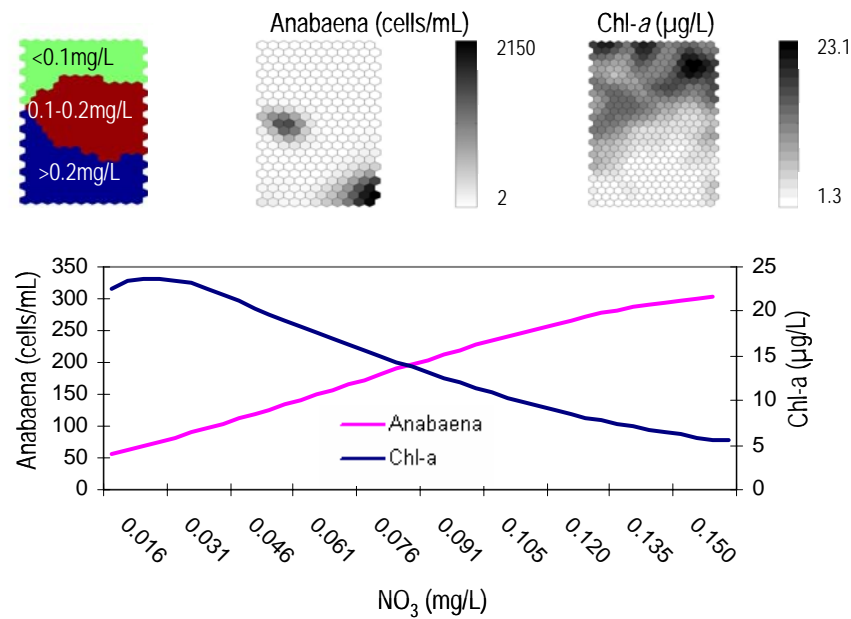 Anabaena (cells/mL)
Chl-a (µg/L)
<0.1mg/L
0.1-0.2mg/L
>0.2mg/L
2150
2
23.1
1.3
350
300
250
200
150
100
50
0
Anabaena (cells/mL)
25
20
15
10
5
0
Chl-a (µg/L)
Anabaena
Chl-a
0.016
0.031
0.046
0.061
0.076
0.091
0.105
0.120
0.135
0.150
NO₃ (mg/L)